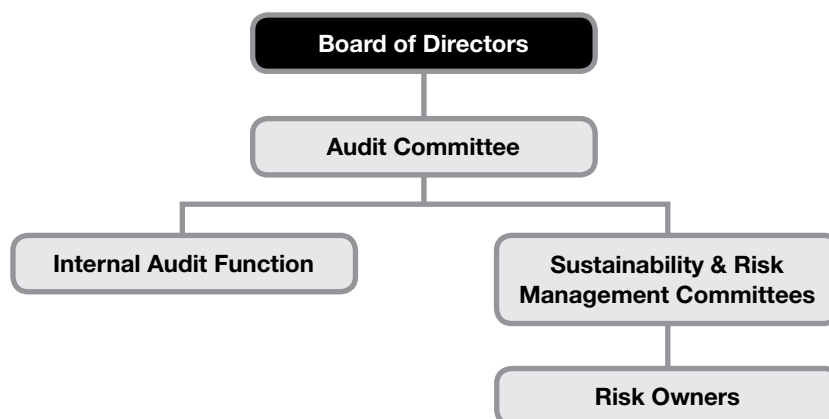 Board of Directors
Audit Committee
Internal Audit Function
Sustainability & Risk
Management Committees
Risk Owners